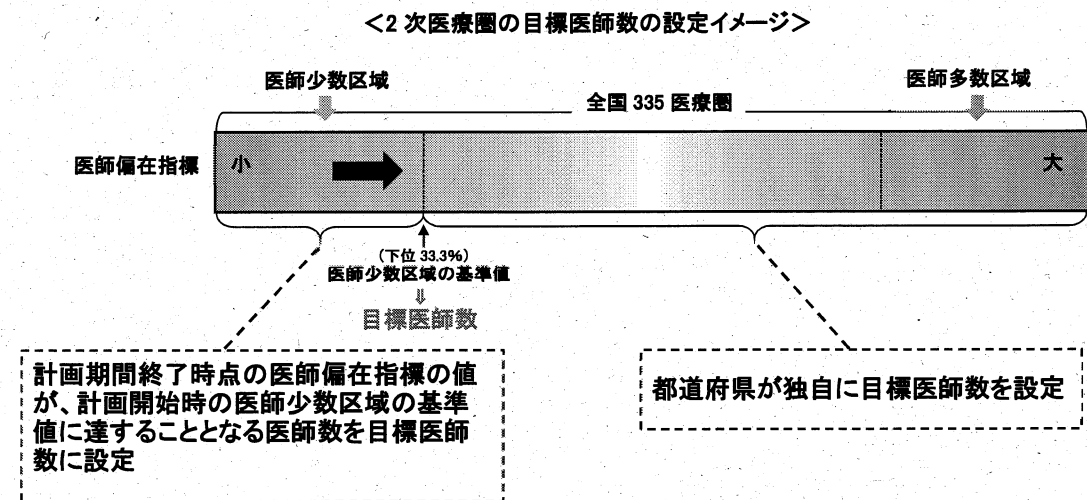 <2次医療圏の目標医師数の設定イメージ>
医師少数区域
医師多数区域
全国 335 医療圏
医師偏在指標
小
大
(下位 33.3%)
医師少数区域の基準値
目標医師数
計画期間終了時点の医師偏在指標の値
が、計画開始時の医師少数区域の基準
値に達することとなる医師数を目標医師
数に設定
都道府県が独自に目標医師数を設定